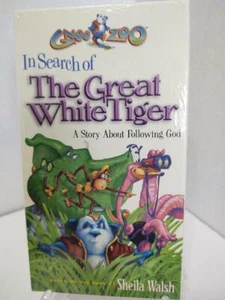 GNOO ZOO
In Search of
The Great
White Tiger
A Story About Following God
Sheila Walsh